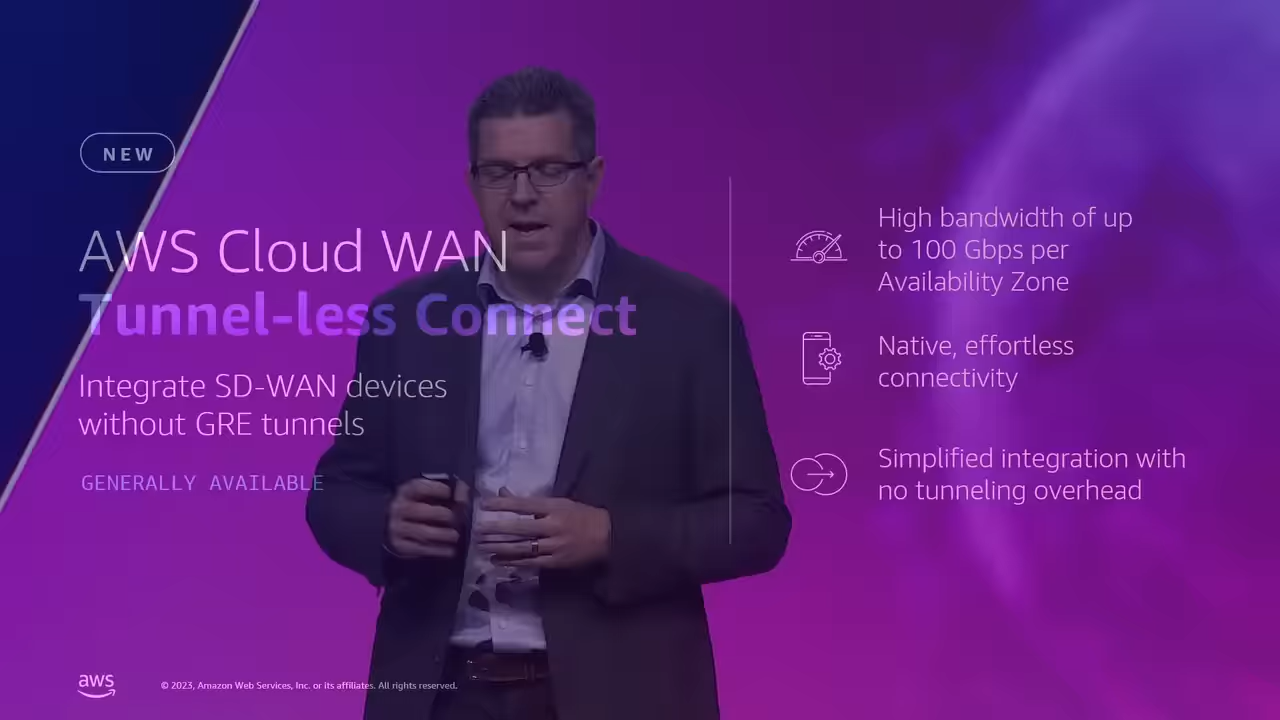 NEW
AWS Cloud WAN
Tunnel-less Connect
Integrate SD-WAN devices
without GRE tunnels
GENERALLY AVAILABLE
High bandwidth of up
to 100 Gbps per
Availability Zone
Native, effortless
connectivity
Simplified integration with
no tunneling overhead
aws
© 2023, Amazon Web Services, Inc. or its affiliates. All rights reserved.